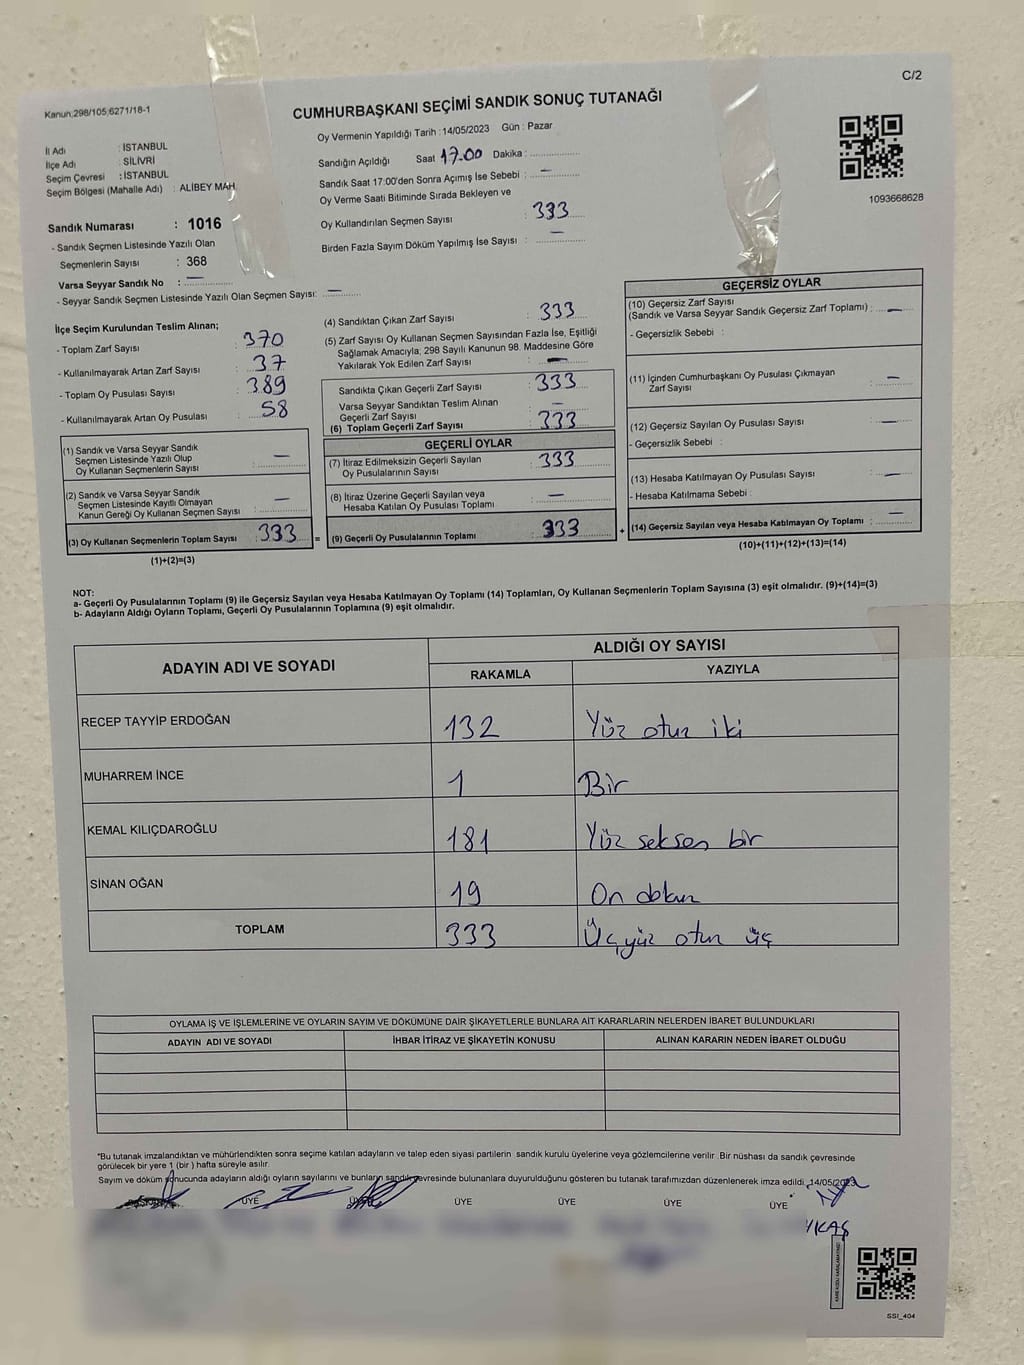 C/2
Kanun;298/105;6271/18-1
CUMHURBAŞKANI SEÇİMİ SANDIK SONUÇ TUTANAĞI
Oy Vermenin Yapıldığı Tarih : 14/05/2023 Gün : Pazar
İl Adı : İSTANBUL
İlçe Adı : SİLİVRİ
Seçim Çevresi : İSTANBUL
Seçim Bölgesi (Mahalle Adı) : ALİBEY MAH.
Sandığın Açıldığı Saat 17.00 Dakika :
Sandık Saat 17:00'den Sonra Açılmış İse Sebebi : —
Oy Verme Saati Bitiminde Sırada Bekleyen ve
Oy Kullandırılan Seçmen Sayısı : 333
Birden Fazla Sayım Döküm Yapılmış İse Sayısı : —
1093668628
Sandık Numarası : 1016
- Sandık Seçmen Listesinde Yazılı Olan
Seçmenlerin Sayısı : 368
Varsa Seyyar Sandık No : —
- Seyyar Sandık Seçmen Listesinde Yazılı Olan Seçmen Sayısı: —
İlçe Seçim Kurulundan Teslim Alınan;
- Toplam Zarf Sayısı : 370
- Kullanılmayarak Artan Zarf Sayısı : 37
- Toplam Oy Pusulası Sayısı : 389
- Kullanılmayarak Artan Oy Pusulası : 58
(1) Sandık ve Varsa Seyyar Sandık
Seçmen Listesinde Yazılı Olup
Oy Kullanan Seçmenlerin Sayısı : —
(2) Sandık ve Varsa Seyyar Sandık
Seçmen Listesinde Kayıtlı Olmayan
Kanun Gereği Oy Kullanan Seçmen Sayısı : —
(3) Oy Kullanan Seçmenlerin Toplam Sayısı : 333
(1)+(2)=(3)
(4) Sandıktan Çıkan Zarf Sayısı : 333
(5) Zarf Sayısı Oy Kullanan Seçmen Sayısından Fazla İse, Eşitliği
Sağlamak Amacıyla; 298 Sayılı Kanunun 98. Maddesine Göre
Yakılarak Yok Edilen Zarf Sayısı : —
Sandıkta Çıkan Geçerli Zarf Sayısı : 333
Varsa Seyyar Sandıktan Teslim Alınan
Geçerli Zarf Sayısı : —
(6) Toplam Geçerli Zarf Sayısı : 333
GEÇERLİ OYLAR
(7) İtiraz Edilmeksizin Geçerli Sayılan
Oy Pusulalarının Sayısı : 333
(8) İtiraz Üzerine Geçerli Sayılan veya
Hesaba Katılan Oy Pusulası Toplamı : —
= (9) Geçerli Oy Pusulalarının Toplamı : 333 +
GEÇERSİZ OYLAR
(10) Geçersiz Zarf Sayısı
(Sandık ve Varsa Seyyar Sandık Geçersiz Zarf Toplamı) : —
- Geçersizlik Sebebi :
(11) İçinden Cumhurbaşkanı Oy Pusulası Çıkmayan
Zarf Sayısı : —
(12) Geçersiz Sayılan Oy Pusulası Sayısı : —
- Geçersizlik Sebebi :
(13) Hesaba Katılmayan Oy Pusulası Sayısı : —
- Hesaba Katılmama Sebebi :
(14) Geçersiz Sayılan veya Hesaba Katılmayan Oy Toplamı : —
(10)+(11)+(12)+(13)=(14)
NOT:
a- Geçerli Oy Pusulalarının Toplamı (9) ile Geçersiz Sayılan veya Hesaba Katılmayan Oy Toplamı (14) Toplamları, Oy Kullanan Seçmenlerin Toplam Sayısına (3) eşit olmalıdır. (9)+(14)=(3)
b- Adayların Aldığı Oyların Toplamı, Geçerli Oy Pusulalarının Toplamına (9) eşit olmalıdır.
ADAYIN ADI VE SOYADI
ALDIĞI OY SAYISI
RAKAMLA YAZIYLA
RECEP TAYYİP ERDOĞAN 132 Yüz otuz iki
MUHARREM İNCE 1 Bir
KEMAL KILIÇDAROĞLU 181 Yüz seksen bir
SİNAN OĞAN 19 On dokuz
TOPLAM 333 Üç yüz otuz üç
OYLAMA İŞ VE İŞLEMLERİNE VE OYLARIN SAYIM VE DÖKÜMÜNE DAİR ŞİKAYETLERLE BUNLARA AİT KARARLARIN NELERDEN İBARET BULUNDUKLARI
ADAYIN ADI VE SOYADI İHBAR İTİRAZ VE ŞİKAYETİN KONUSU ALINAN KARARIN NEDEN İBARET OLDUĞU
*Bu tutanak imzalandıktan ve mühürlendikten sonra seçime katılan adayların ve talep eden siyasi partilerin sandık kurulu üyelerine veya gözlemcilerine verilir. Bir nüshası da sandık çevresinde
görülecek bir yere 1 (bir) hafta süreyle asılır.
Sayım ve döküm sonucunda adayların aldığı oyların sayılarını ve bunların sandık çevresinde bulunanlara duyurulduğunu gösteren bu tutanak tarafımızdan düzenlenerek imza edildi. 14/05/2023
BAŞKAN ÜYE ÜYE ÜYE ÜYE ÜYE ÜYE
SSI_404